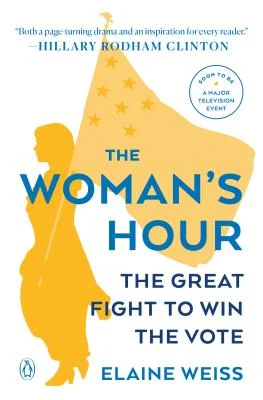 "Both a page-turning drama and an inspiration for every reader."
—HILLARY RODHAM CLINTON
SOON TO BE
A MAJOR
TELEVISION
EVENT
THE
WOMAN'S
HOUR
THE GREAT
FIGHT TO WIN
THE VOTE
ELAINE WEISS